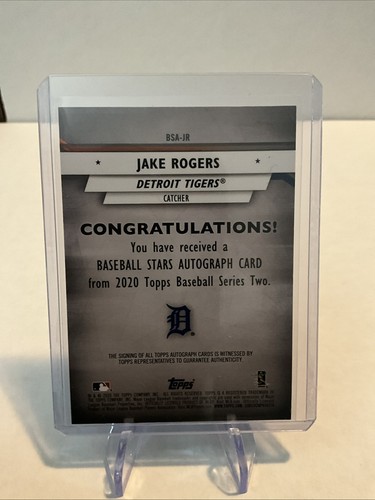 BSA-JR
JAKE ROGERS
DETROIT TIGERS®
CATCHER
CONGRATULATIONS!
You have received a
BASEBALL STARS AUTOGRAPH CARD
from 2020 Topps Baseball Series Two.
D
THE SIGNING OF ALL TOPPS AUTOGRAPH CARDS IS WITNESSED BY
TOPPS REPRESENTATIVES TO GUARANTEE AUTHENTICITY
Topps